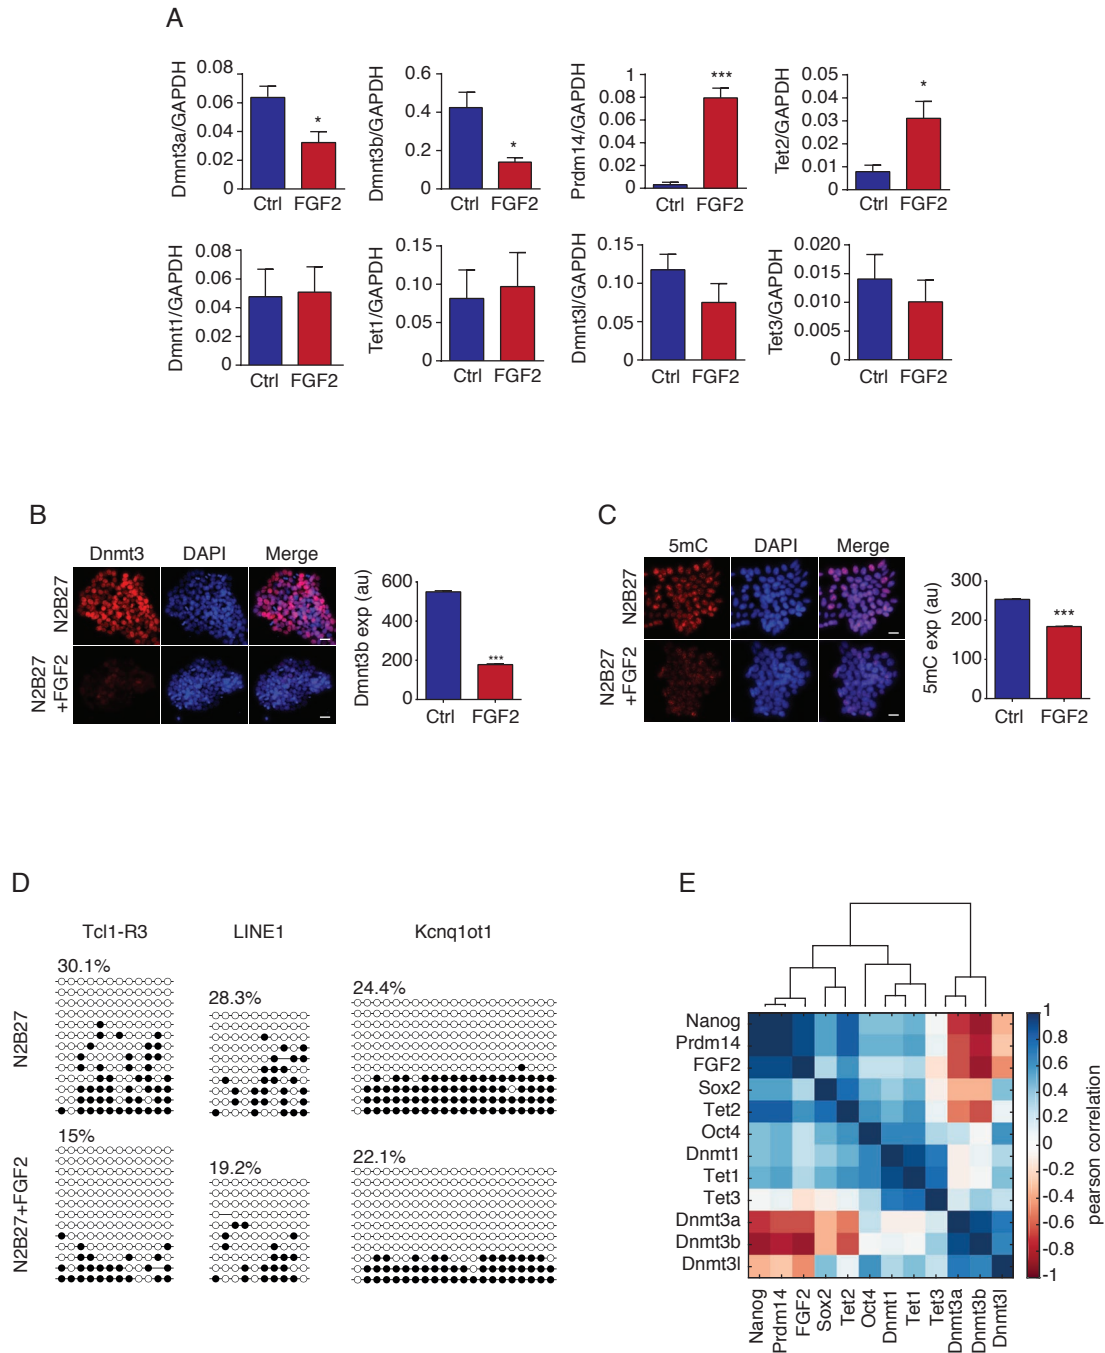 A
Dmnt3a/GAPDH
0.08
0.06
0.04
0.02
0
*
Ctrl FGF2
Dmnt3b/GAPDH
0.6
0.4
0.2
0
*
Ctrl FGF2
Prdm14/GAPDH
1
0.08
0.06
0.04
0.02
0
***
Ctrl FGF2
Tet2/GAPDH
0.05
0.04
0.03
0.02
0.01
0
*
Ctrl FGF2
Dmnt1/GAPDH
0.08
0.06
0.04
0.02
0
Ctrl FGF2
Tet1/GAPDH
0.15
0.10
0.05
0
Ctrl FGF2
Dmnt3l/GAPDH
0.15
0.10
0.05
0
Ctrl FGF2
Tet3/GAPDH
0.020
0.015
0.010
0.005
0
Ctrl FGF2
B
Dnmt3 DAPI Merge
N2B27
N2B27
+FGF2
Dnmt3b exp (au)
600
400
200
0
***
Ctrl FGF2
C
5mC DAPI Merge
N2B27
N2B27
+FGF2
5mC exp (au)
300
200
100
0
***
Ctrl FGF2
D
Tcl1-R3 LINE1 Kcnq1ot1
N2B27
30.1%
28.3%
24.4%
N2B27+FGF2
15%
19.2%
22.1%
E
Nanog
Prdm14
FGF2
Sox2
Tet2
Oct4
Dnmt1
Tet1
Tet3
Dnmt3a
Dnmt3b
Dnmt3l
Nanog
Prdm14
FGF2
Sox2
Tet2
Oct4
Dnmt1
Tet1
Tet3
Dnmt3a
Dnmt3b
Dnmt3l
1
0.8
0.6
0.4
0.2
0
-0.2
-0.4
-0.6
-0.8
-1
pearson correlation